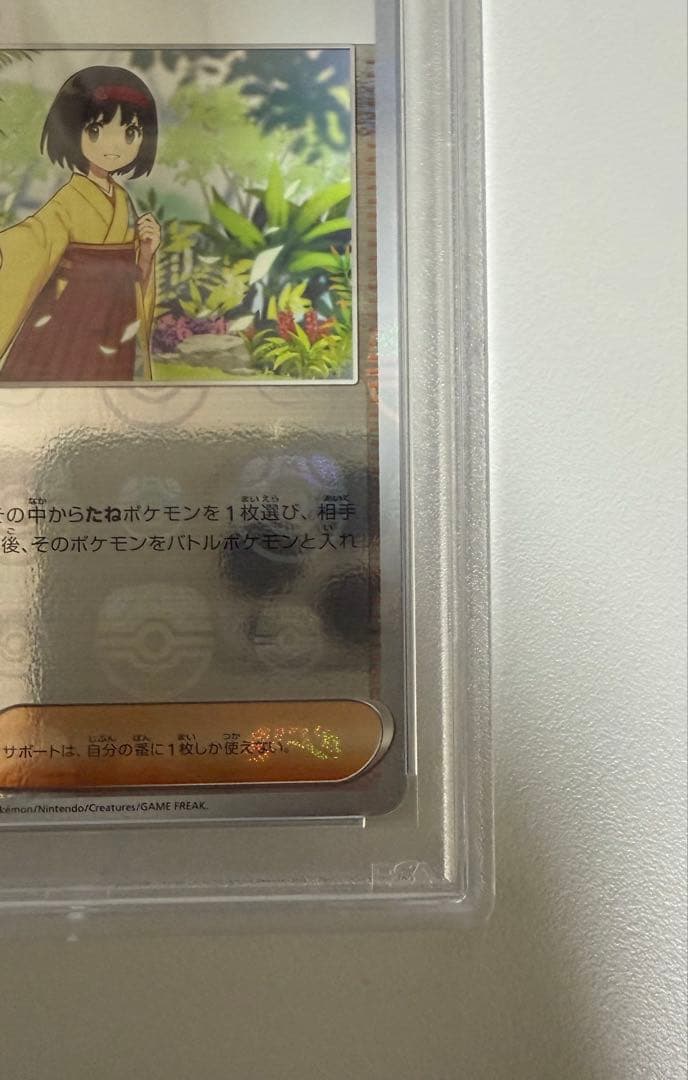 その中からたねポケモンを1枚選び、相手
後、そのポケモンをバトルポケモンと入れ
サポートは、自分の番に1枚しか使えない。
kémon/Nintendo/Creatures/GAME FREAK.
PSA